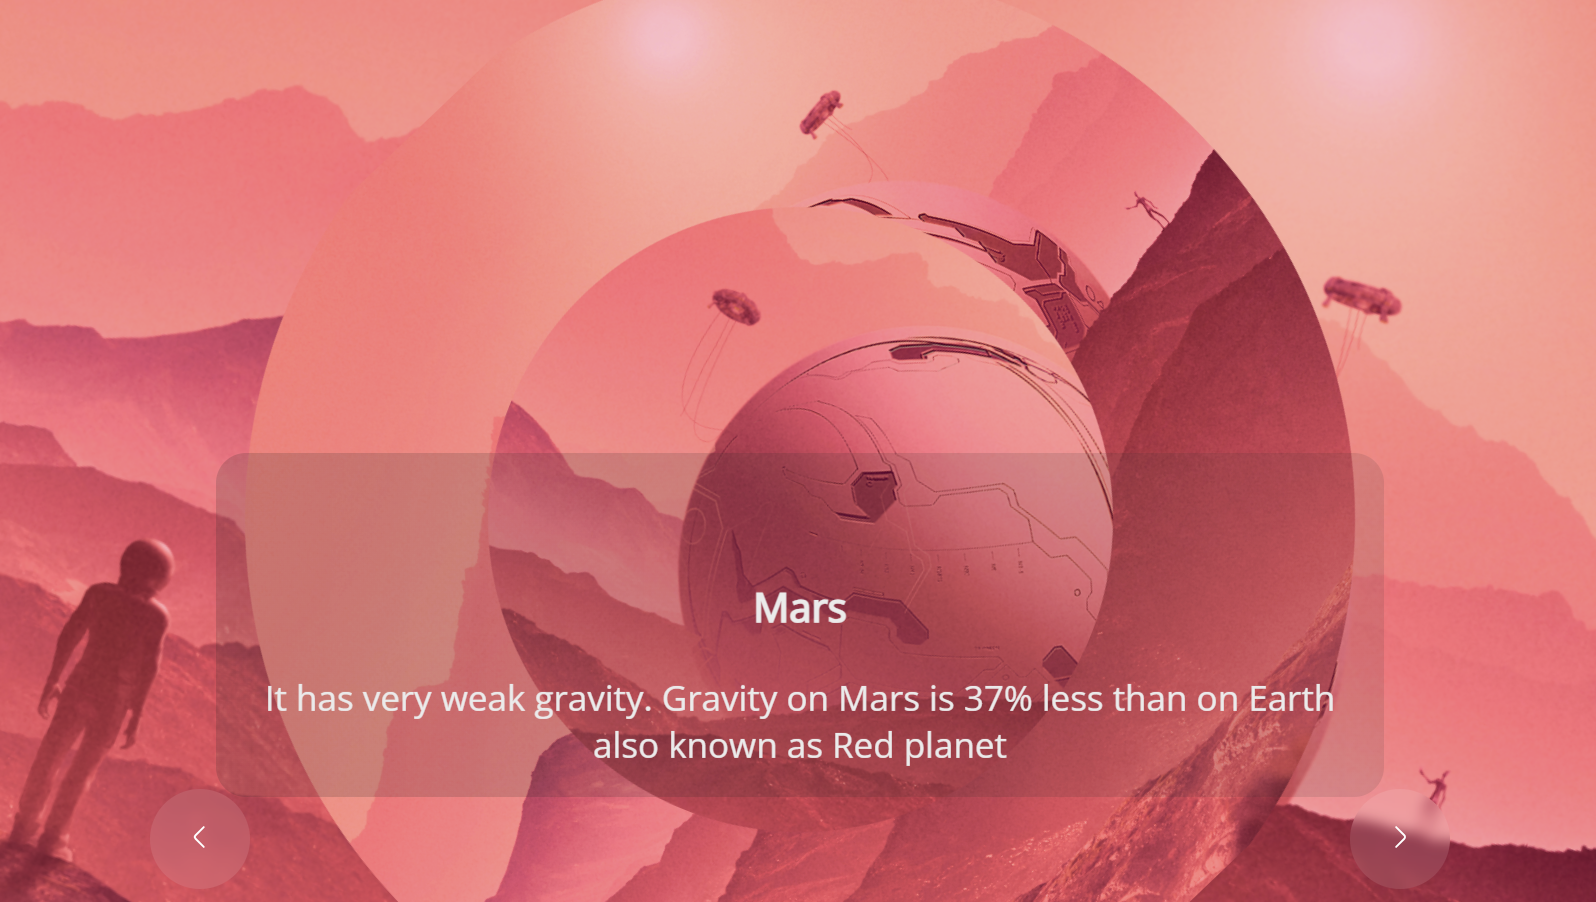 Mars
It has very weak gravity. Gravity on Mars is 37% less than on Earth
also known as Red planet